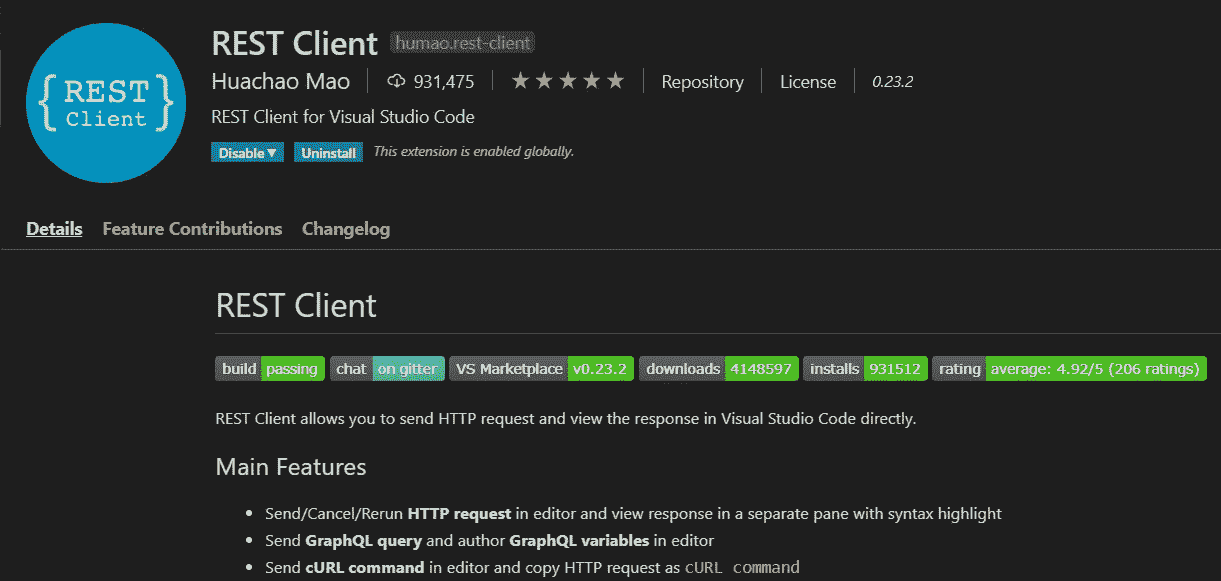 { REST Client }
REST Client humao.rest-client
Huachao Mao 931,475 Repository License 0.23.2
REST Client for Visual Studio Code
Disable▼ Uninstall This extension is enabled globally.
Details Feature Contributions Changelog
REST Client
build passing chat on gitter VS Marketplace v0.23.2 downloads 4148597 installs 931512 rating average: 4.92/5 (206 ratings)
REST Client allows you to send HTTP request and view the response in Visual Studio Code directly.
Main Features
• Send/Cancel/Rerun HTTP request in editor and view response in a separate pane with syntax highlight
• Send GraphQL query and author GraphQL variables in editor
• Send cURL command in editor and copy HTTP request as cURL command